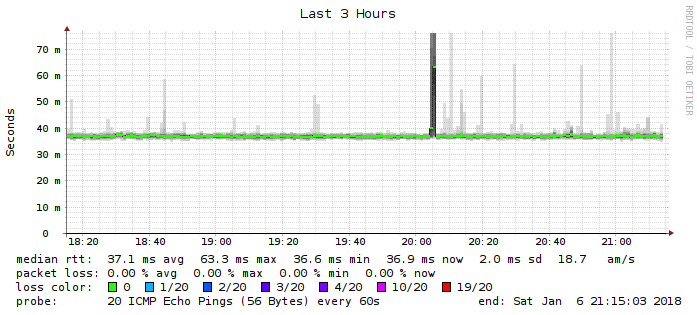 Last 3 Hours
RRDTOOL / TOBI OETIKER
Seconds
70 m
60 m
50 m
40 m
30 m
20 m
10 m
0
18:20 18:40 19:00 19:20 19:40 20:00 20:20 20:40 21:00
median rtt: 37.1 ms avg 63.3 ms max 36.6 ms min 36.9 ms now 2.0 ms sd 18.7 am/s
packet loss: 0.00 % avg 0.00 % max 0.00 % min 0.00 % now
loss color: 0 1/20 2/20 3/20 4/20 10/20 19/20
probe: 20 ICMP Echo Pings (56 Bytes) every 60s end: Sat Jan 6 21:15:03 2018